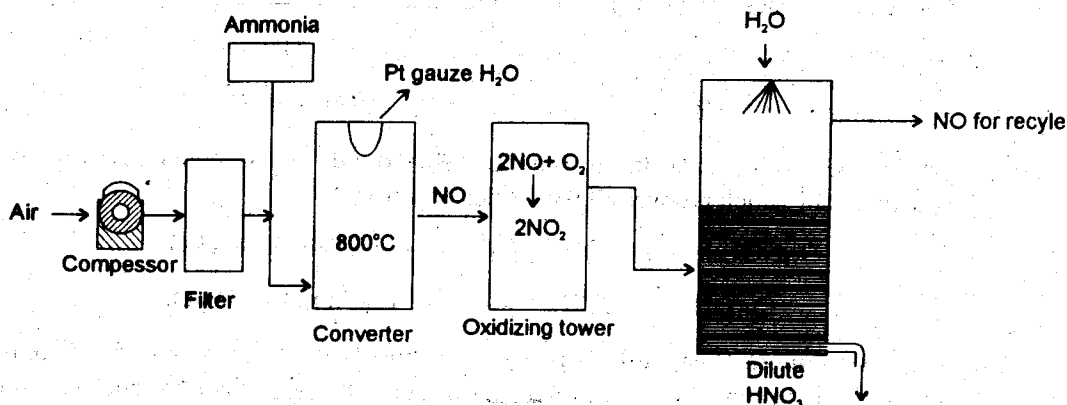 Ammonia
H₂O
Pt gauze H₂O
NO for recyle
2NO+ O₂
2NO₂
NO
Air
800°C
Compessor
Filter
Converter
Oxidizing tower
Dilute
HNO₃